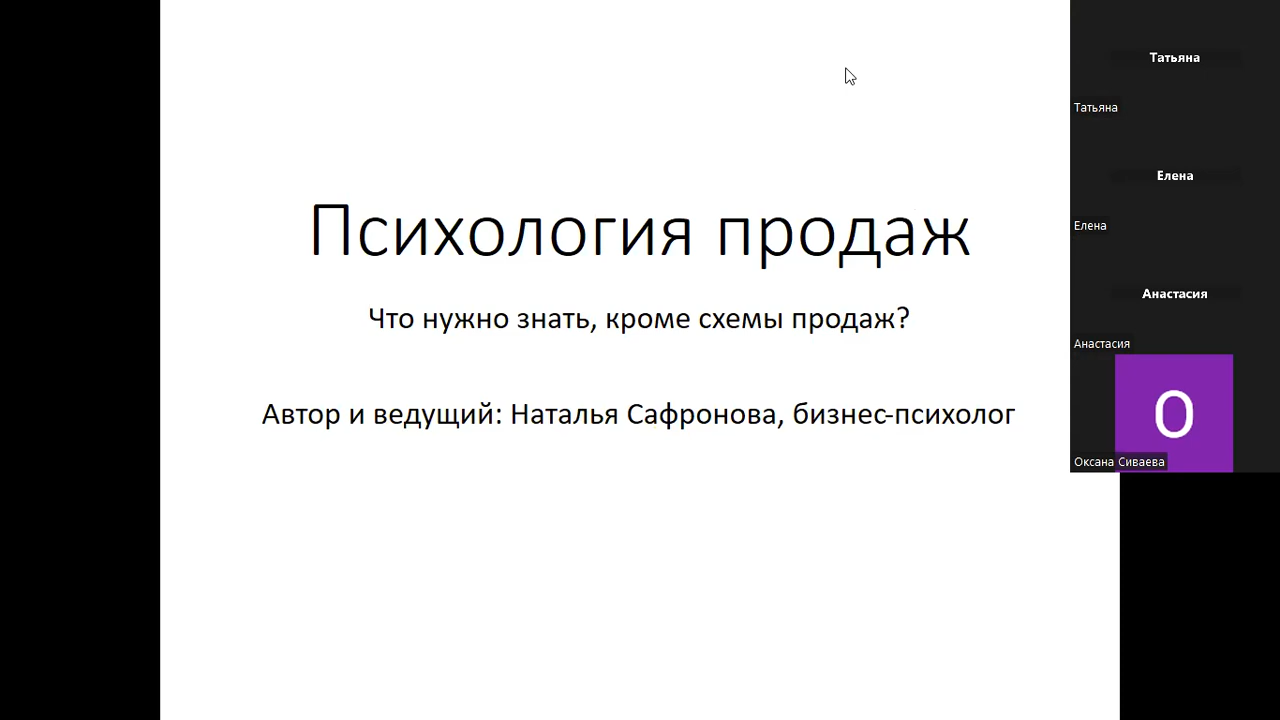 Психология продаж
Что нужно знать, кроме схемы продаж?
Автор и ведущий: Наталья Сафронова, бизнес-психолог
Татьяна
Татьяна
Елена
Елена
Анастасия
Анастасия
О
Оксана Сиваева